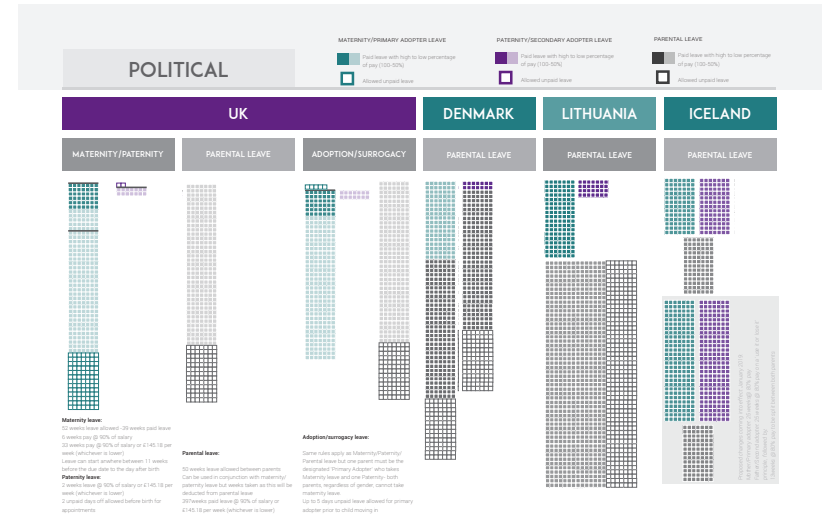 MATERNITY/PRIMARY ADOPTER LEAVE
PATERNITY/SECONDARY ADOPTER LEAVE
PARENTAL LEAVE
Paid leave with high to low percentage
of pay (100-50%)
Paid leave with high to low percentage
of pay (100-50%)
Paid leave with high to low percentage
of pay (100-50%)
Allowed unpaid leave
Allowed unpaid leave
Allowed unpaid leave
POLITICAL
UK
DENMARK
LITHUANIA
ICELAND
MATERNITY/PATERNITY
PARENTAL LEAVE
ADOPTION/SURROGACY
PARENTAL LEAVE
PARENTAL LEAVE
PARENTAL LEAVE
Maternity leave:
52 weeks leave allowed -39 weeks paid leave
6 weeks pay @ 90% of salary
33 weeks pay @ 90% of salary or £145.18 per
week (whichever is lower)
Leave can start anywhere between 11 weeks
before the due date to the day after birth
Paternity leave:
2 weeks leave @ 90% of salary or £145.18 per
week (whichever is lower)
2 unpaid days off allowed before birth for
appointments
Parental leave:
50 weeks leave allowed between parents
Can be used in conjunction with maternity/
paternity leave but weeks taken as this will be
deducted from parental leave
39?weeks paid leave @ 90% of salary or
£145.18 per week (whichever is lower)
Adoption/surrogacy leave:
Same rules apply as Maternity/Paternity/
Parental leave but one parent must be the
designated 'Primary Adopter' who takes
Maternity leave and one Paternity- both
parents, regardless of gender, cannot take
maternity leave
Up to 5 days unpaid leave allowed for primary
adopter prior to child moving in